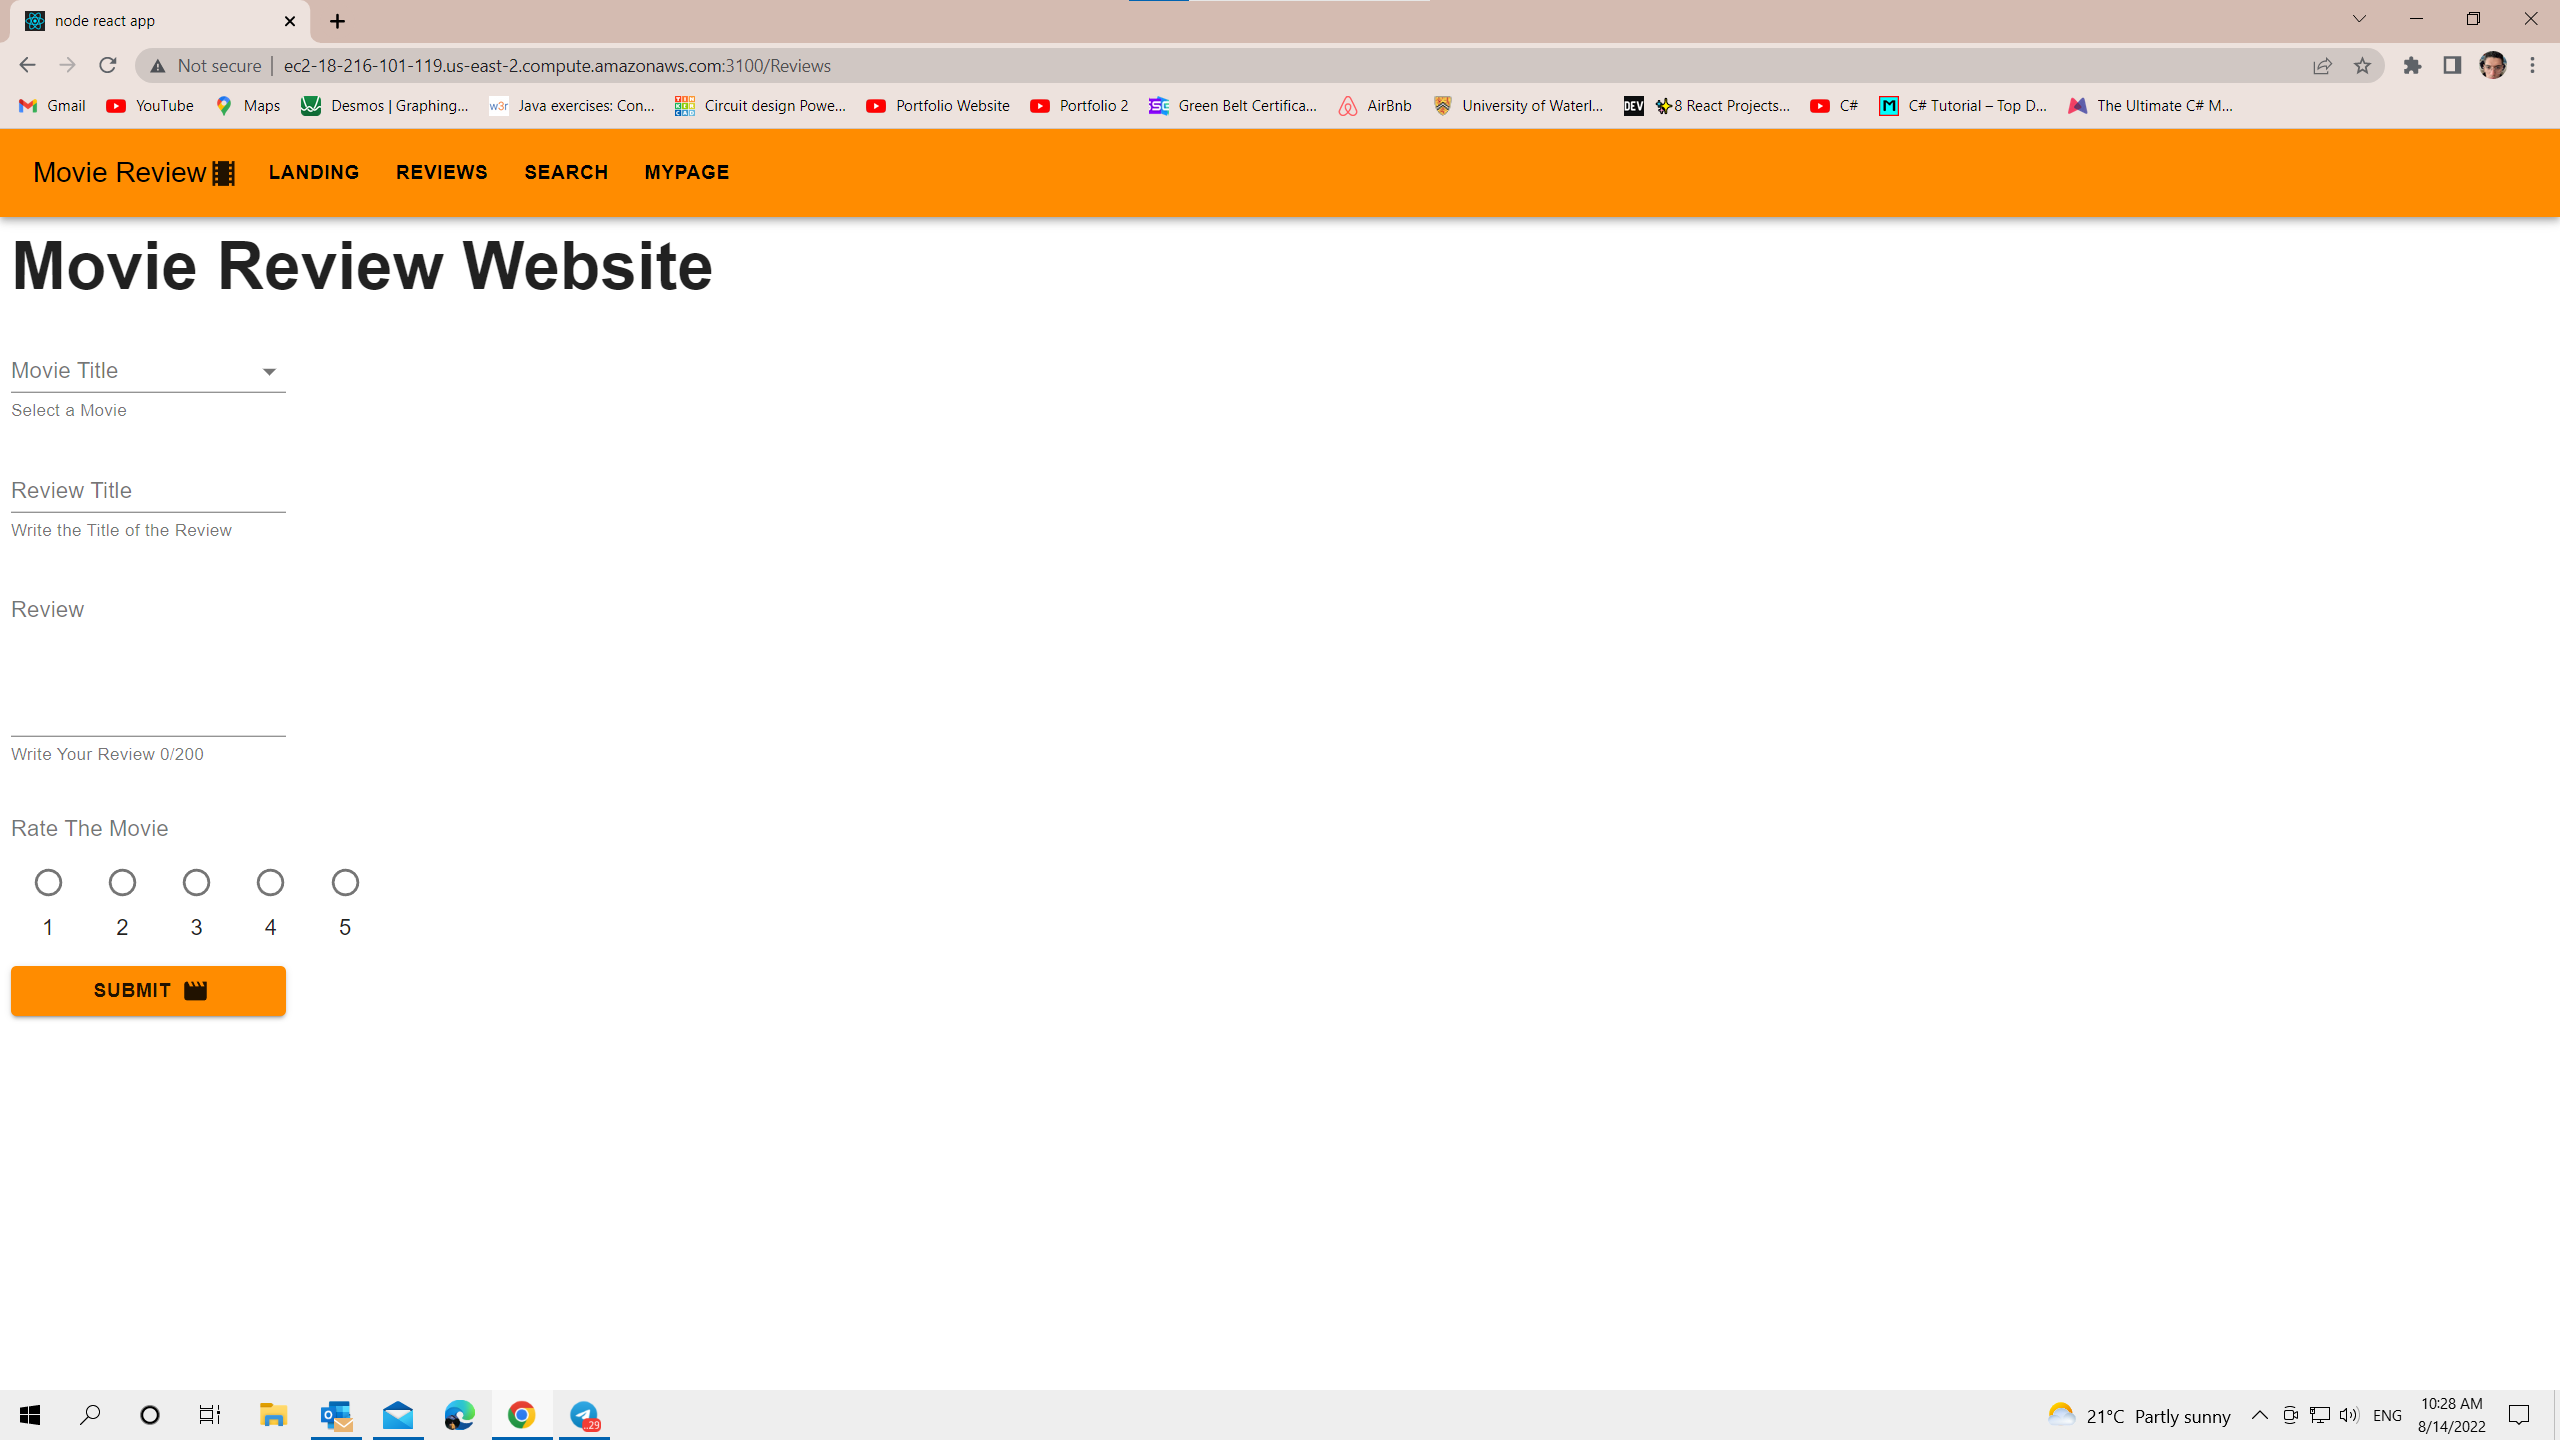 node react app
Not secure | ec2-18-216-101-119.us-east-2.compute.amazonaws.com:3100/Reviews
Gmail YouTube Maps Desmos | Graphing... w3r Java exercises: Con... Circuit design Powe... Portfolio Website Portfolio 2 Green Belt Certifica... AirBnb University of Waterl... DEV 8 React Projects... C# C# Tutorial – Top D... The Ultimate C# M...
Movie Review LANDING REVIEWS SEARCH MYPAGE
Movie Review Website
Movie Title
Select a Movie
Review Title
Write the Title of the Review
Review
Write Your Review 0/200
Rate The Movie
1 2 3 4 5
SUBMIT
21°C Partly sunny ENG 10:28 AM
8/14/2022